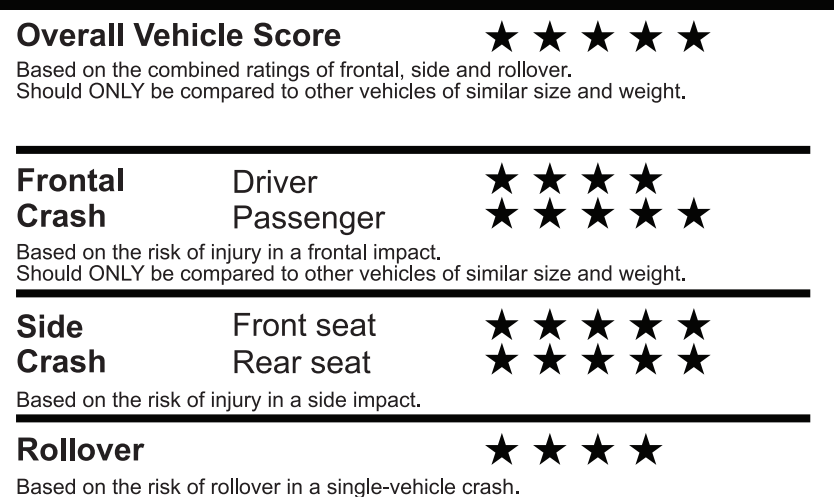 Overall Vehicle Score ★ ★ ★ ★ ★
Based on the combined ratings of frontal, side and rollover.
Should ONLY be compared to other vehicles of similar size and weight.
Frontal Driver ★ ★ ★ ★
Crash Passenger ★ ★ ★ ★ ★
Based on the risk of injury in a frontal impact.
Should ONLY be compared to other vehicles of similar size and weight.
Side Front seat ★ ★ ★ ★ ★
Crash Rear seat ★ ★ ★ ★ ★
Based on the risk of injury in a side impact.
Rollover ★ ★ ★ ★
Based on the risk of rollover in a single-vehicle crash.